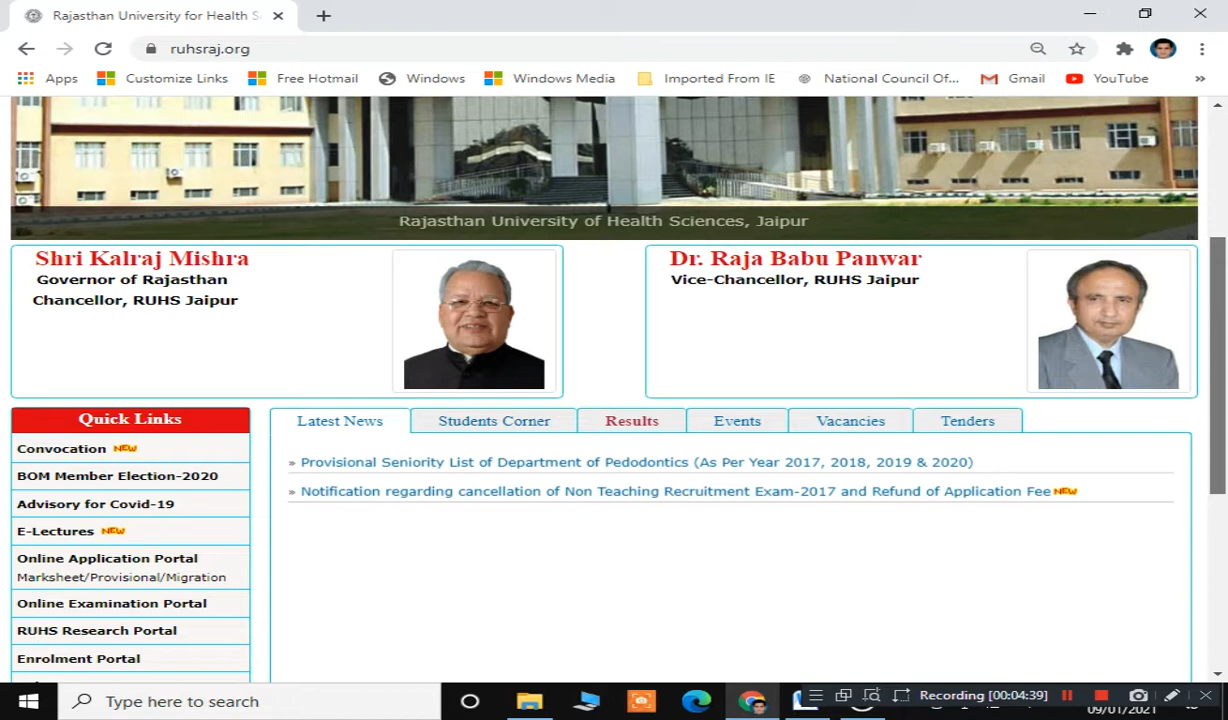 Rajasthan University for Health S
ruhsraj.org
Apps Customize Links Free Hotmail Windows Windows Media Imported From IE National Council Of... Gmail YouTube »
Rajasthan University of Health Sciences, Jaipur
Shri Kalraj Mishra
Governor of Rajasthan
Chancellor, RUHS Jaipur
Dr. Raja Babu Panwar
Vice-Chancellor, RUHS Jaipur
Quick Links
Convocation NEW
BOM Member Election-2020
Advisory for Covid-19
E-Lectures NEW
Online Application Portal
Marksheet/Provisional/Migration
Online Examination Portal
RUHS Research Portal
Enrolment Portal
Latest News Students Corner Results Events Vacancies Tenders
» Provisional Seniority List of Department of Pedodontics (As Per Year 2017, 2018, 2019 & 2020)
» Notification regarding cancellation of Non Teaching Recruitment Exam-2017 and Refund of Application Fee NEW
Type here to search
Recording [00:04:39]
09/01/2021